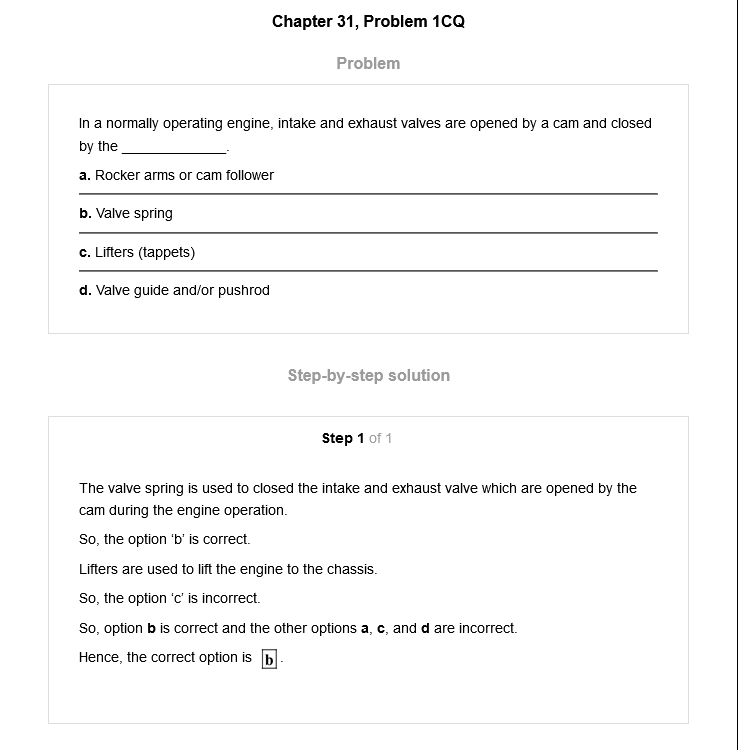 Chapter 31, Problem 1CQ
Problem
In a normally operating engine, intake and exhaust valves are opened by a cam and closed
by the _____________.
a. Rocker arms or cam follower
b. Valve spring
c. Lifters (tappets)
d. Valve guide and/or pushrod
Step-by-step solution
Step 1 of 1
The valve spring is used to closed the intake and exhaust valve which are opened by the
cam during the engine operation.
So, the option ‘b’ is correct.
Lifters are used to lift the engine to the chassis.
So, the option ‘c’ is incorrect.
So, option b is correct and the other options a, c, and d are incorrect.
Hence, the correct option is b.